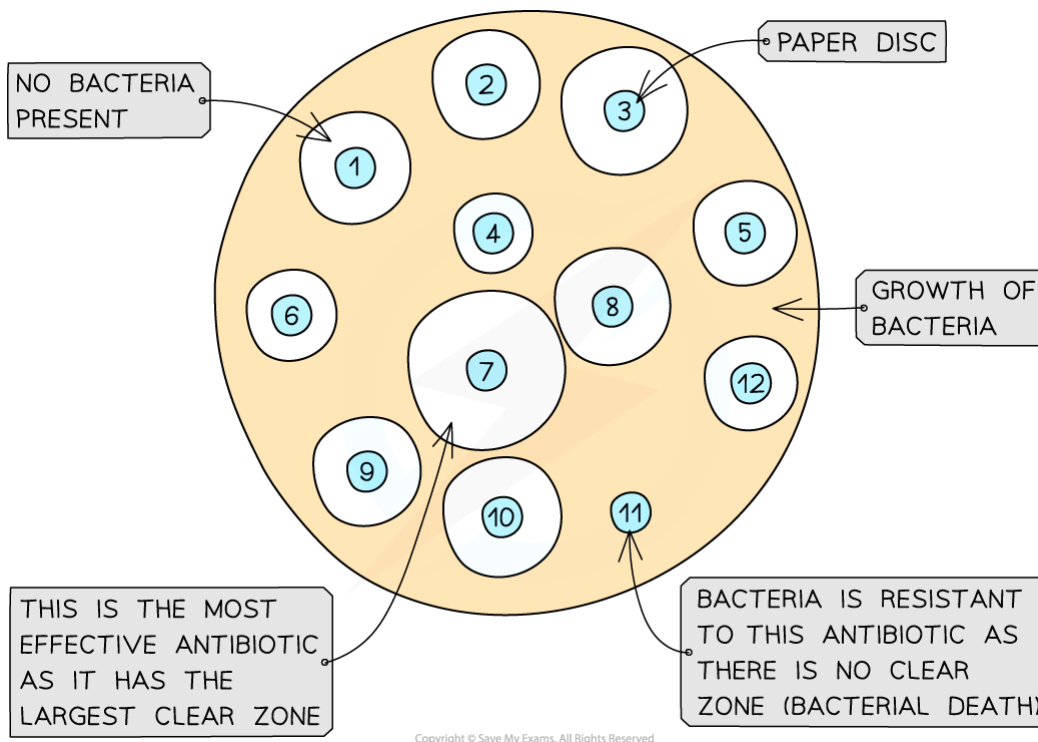 NO BACTERIA
PRESENT
PAPER DISC
1
2
3
4
5
6
7
8
9
10
11
12
GROWTH OF
BACTERIA
THIS IS THE MOST
EFFECTIVE ANTIBIOTIC
AS IT HAS THE
LARGEST CLEAR ZONE
BACTERIA IS RESISTANT
TO THIS ANTIBIOTIC AS
THERE IS NO CLEAR
ZONE (BACTERIAL DEATH)
Copyright © Save My Exams. All Rights Reserved